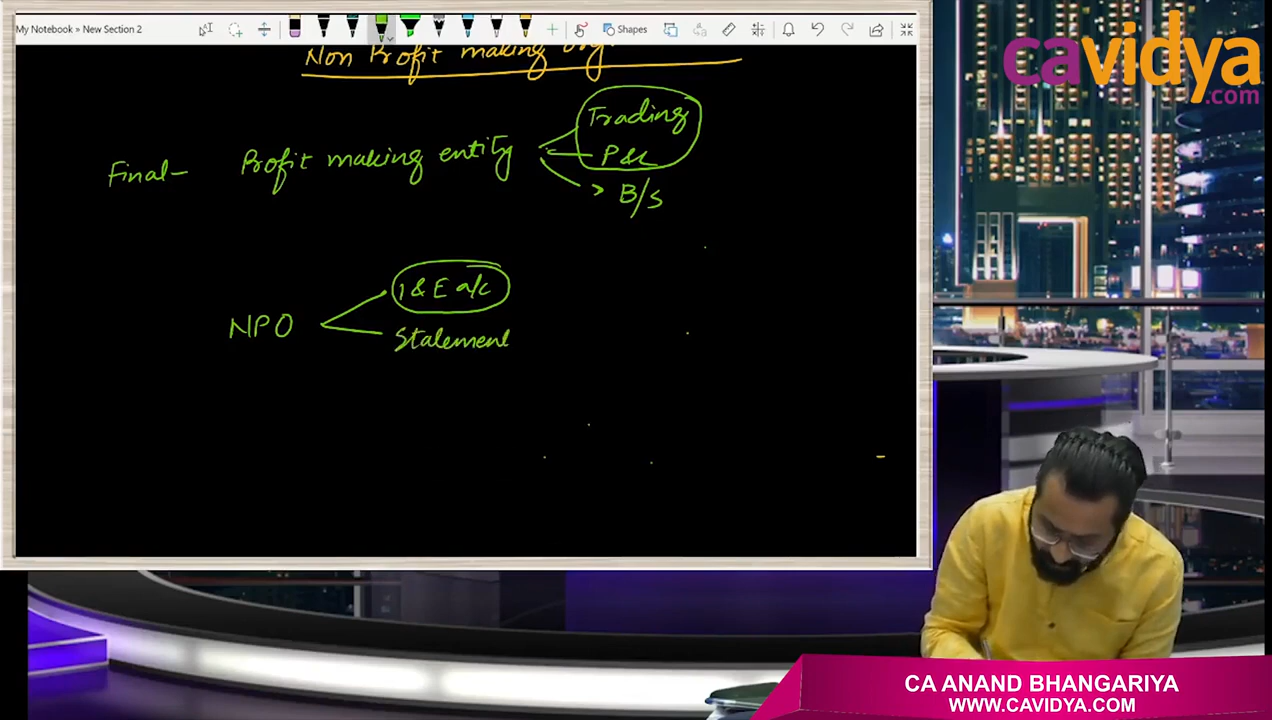 My Notebook » New Section 2
Shapes
cavidya
.com
Non Profit making Org.
Trading
Final- Profit making entity
P&L
> B/S
I & E a/c
NPO
Statement
CA ANAND BHANGARIYA
WWW.CAVIDYA.COM